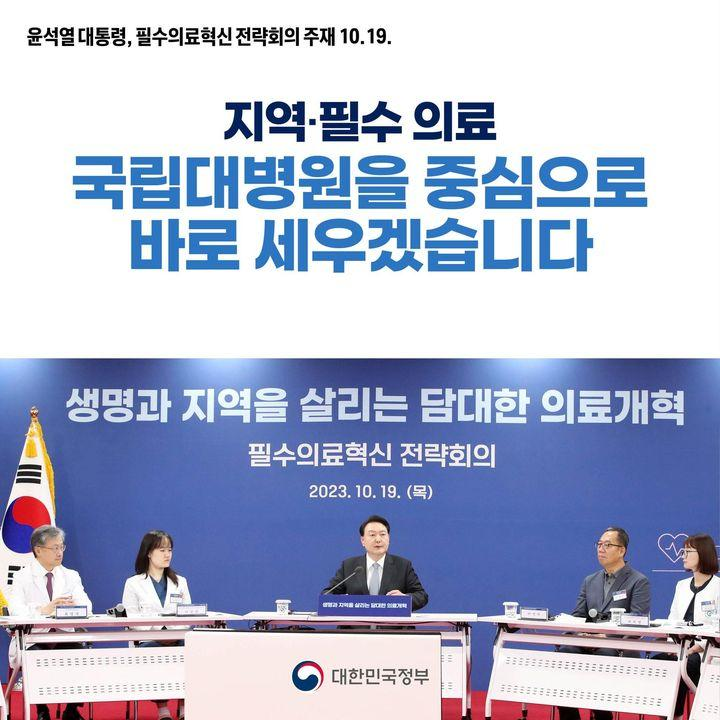 윤석열 대통령, 필수의료혁신 전략회의 주재 10.19.
지역·필수 의료
국립대병원을 중심으로
바로 세우겠습니다
생명과 지역을 살리는 담대한 의료개혁
필수의료혁신 전략회의
2023. 10. 19. (목)
생명과 지역을 살리는 담대한 의료개혁
대한민국정부